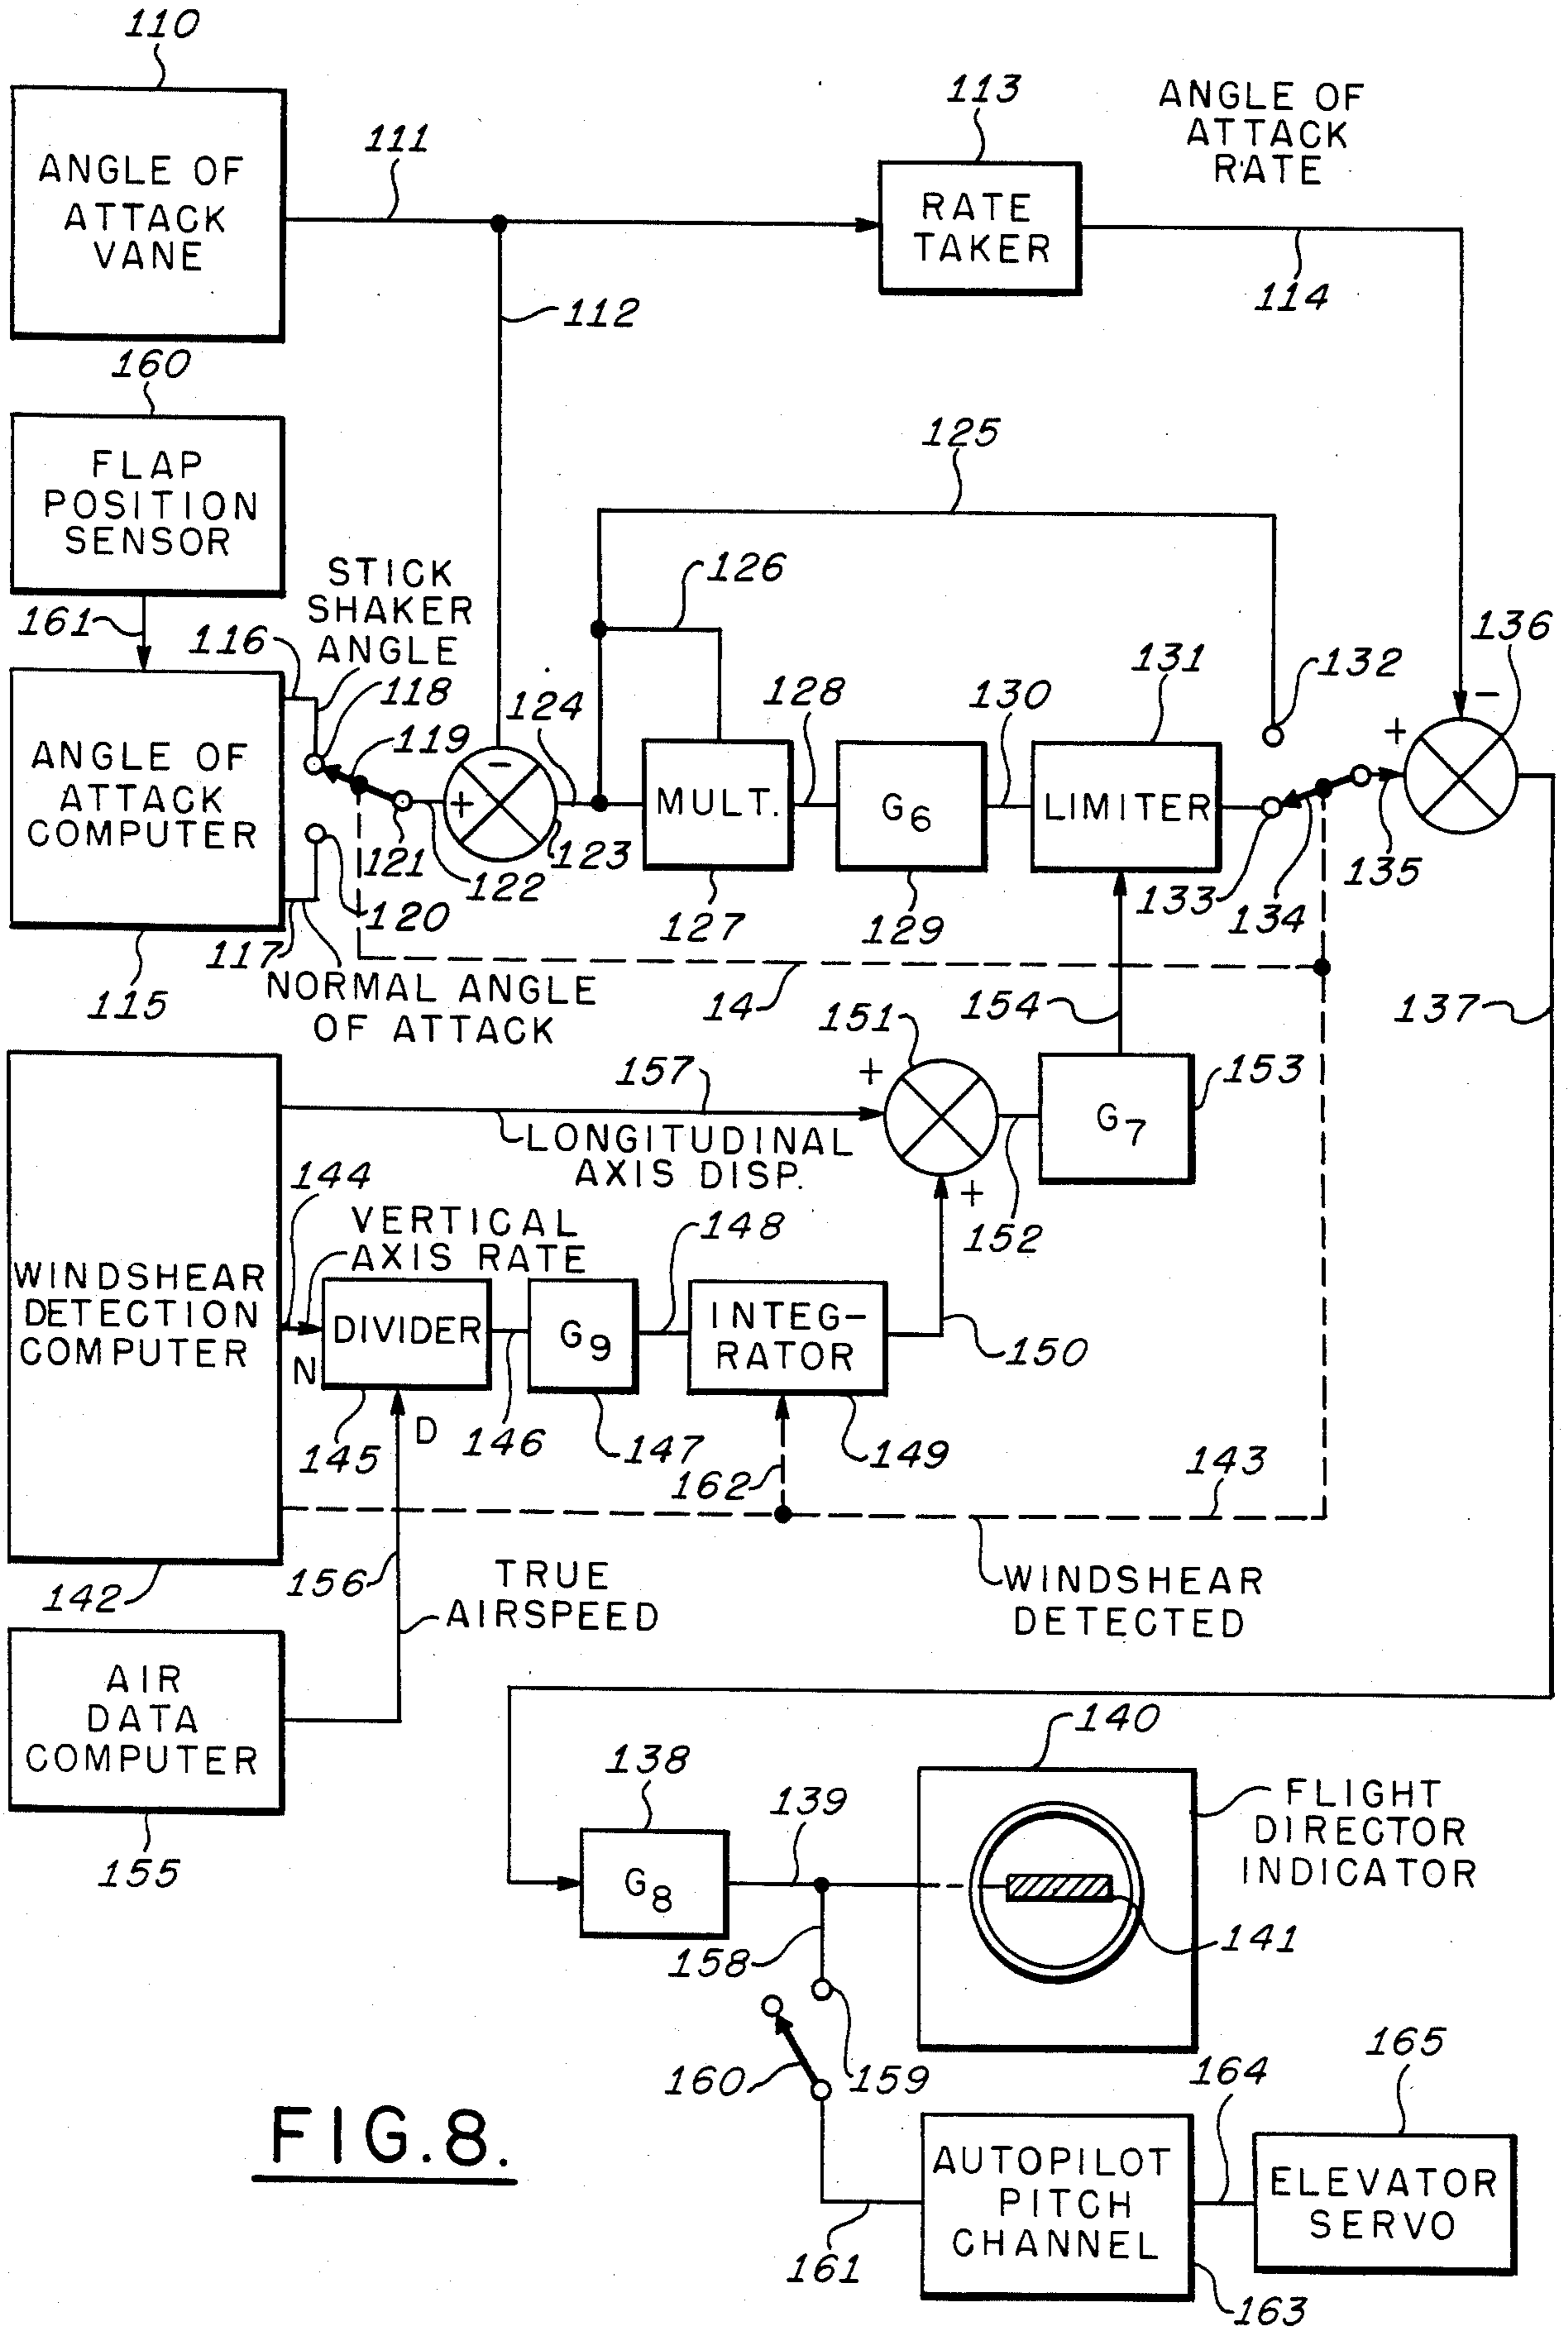 110
ANGLE OF
ATTACK
VANE
111
112
113
RATE
TAKER
ANGLE OF
ATTACK
RATE
114
160
FLAP
POSITION
SENSOR
161
STICK
SHAKER
ANGLE
116
118
119
ANGLE OF
ATTACK
COMPUTER
120
121
122
117
115
NORMAL ANGLE
OF ATTACK
−
+
123
124
125
126
MULT.
127
128
G6
129
130
131
LIMITER
132
133
134
135
136
−
+
137
14
154
151
+
157
LONGITUDINAL
AXIS DISP.
+
152
G7
153
WINDSHEAR
DETECTION
COMPUTER
144
VERTICAL
AXIS RATE
N
DIVIDER
D
145
146
G9
147
148
INTEG-
RATOR
149
150
162
143
WINDSHEAR
DETECTED
142
156
TRUE
AIRSPEED
AIR
DATA
COMPUTER
155
138
G8
139
140
FLIGHT
DIRECTOR
INDICATOR
141
158
159
160
161
AUTOPILOT
PITCH
CHANNEL
163
164
165
ELEVATOR
SERVO
FIG.8.